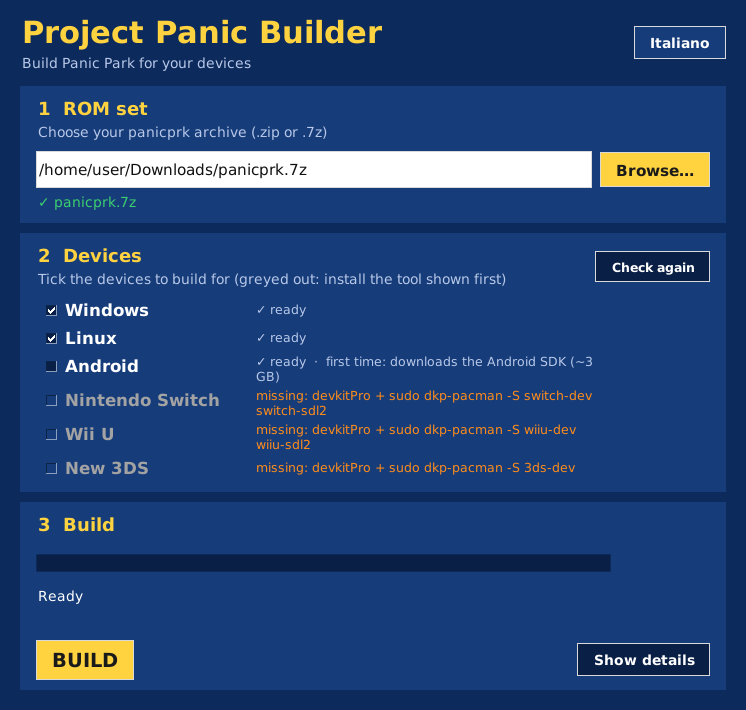 Project Panic Builder
Italiano
Build Panic Park for your devices
1 ROM set
Choose your panicprk archive (.zip or .7z)
/home/user/Downloads/panicprk.7z
Browse...
✓ panicprk.7z
2 Devices
Check again
Tick the devices to build for (greyed out: install the tool shown first)
Windows
✓ ready
Linux
✓ ready
Android
✓ ready · first time: downloads the Android SDK (~3
GB)
Nintendo Switch
missing: devkitPro + sudo dkp-pacman -S switch-dev
switch-sdl2
Wii U
missing: devkitPro + sudo dkp-pacman -S wiiu-dev
wiiu-sdl2
New 3DS
missing: devkitPro + sudo dkp-pacman -S 3ds-dev
3 Build
Ready
BUILD
Show details